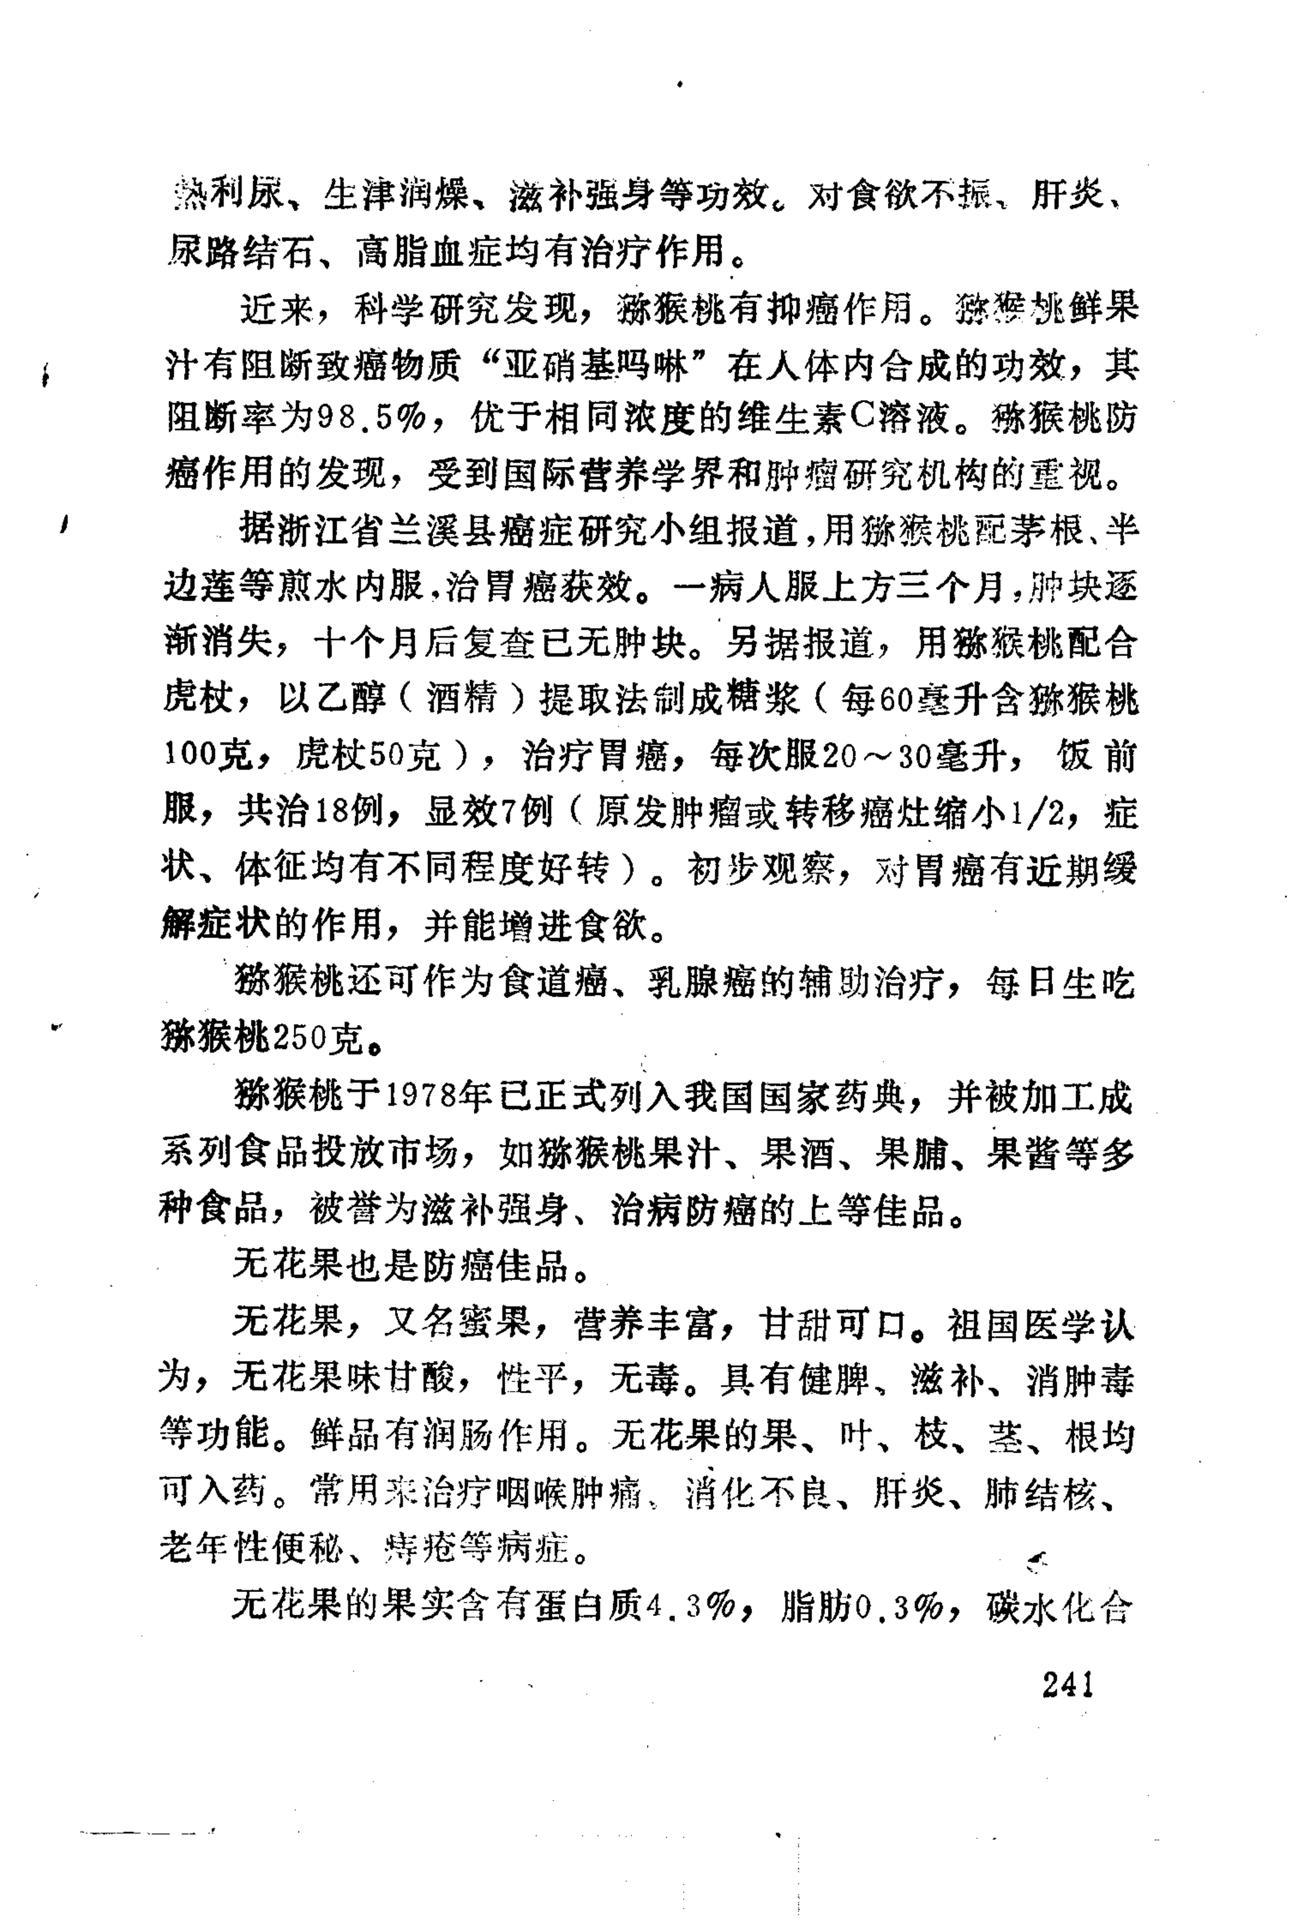 热利尿、生津润燥、滋补强身等功效。对食欲不振、肝炎、
尿路结石、高脂血症均有治疗作用。
近来，科学研究发现，猕猴桃有抑癌作用。猕猴桃鲜果
汁有阻断致癌物质“亚硝基吗啉”在人体内合成的功效，其
阻断率为98.5%，优于相同浓度的维生素C溶液。猕猴桃防
癌作用的发现，受到国际营养学界和肿瘤研究机构的重视。
据浙江省兰溪县癌症研究小组报道，用猕猴桃配茅根、半
边莲等煎水内服，治胃癌获效。一病人服上方三个月，肿块逐
渐消失，十个月后复查已无肿块。另据报道，用猕猴桃配合
虎杖，以乙醇（酒精）提取法制成糖浆（每60毫升含猕猴桃
100克，虎杖50克），治疗胃癌，每次服20～30毫升，饭前
服，共治18例，显效7例（原发肿瘤或转移癌灶缩小1/2，症
状、体征均有不同程度好转）。初步观察，对胃癌有近期缓
解症状的作用，并能增进食欲。
猕猴桃还可作为食道癌、乳腺癌的辅助治疗，每日生吃
猕猴桃250克。
猕猴桃于1978年已正式列入我国国家药典，并被加工成
系列食品投放市场，如猕猴桃果汁、果酒、果脯、果酱等多
种食品，被誉为滋补强身、治病防癌的上等佳品。
无花果也是防癌佳品。
无花果，又名蜜果，营养丰富，甘甜可口。祖国医学认
为，无花果味甘酸，性平，无毒。具有健脾、滋补、消肿毒
等功能。鲜品有润肠作用。无花果的果、叶、枝、茎、根均
可入药。常用来治疗咽喉肿痛、消化不良、肝炎、肺结核、
老年性便秘、痔疮等病症。
无花果的果实含有蛋白质4.3%，脂肪0.3%，碳水化合
241